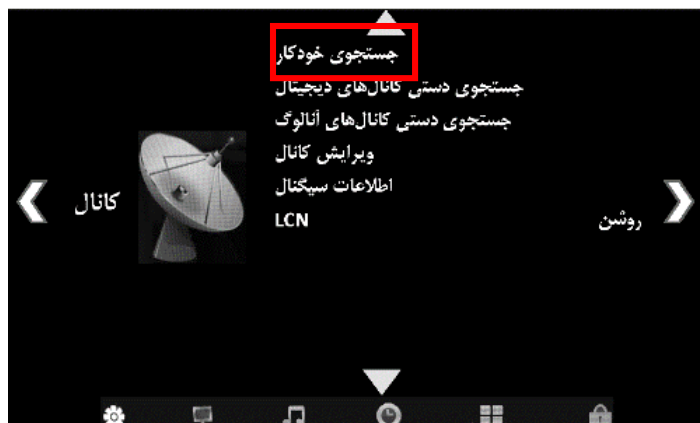 جستجوی خودکار
جستجوی دستی کانال‌های دیجیتال
جستجوی دستی کانال‌های آنالوگ
ویرایش کانال
اطلاعات سیگنال
کانال
LCN روشن